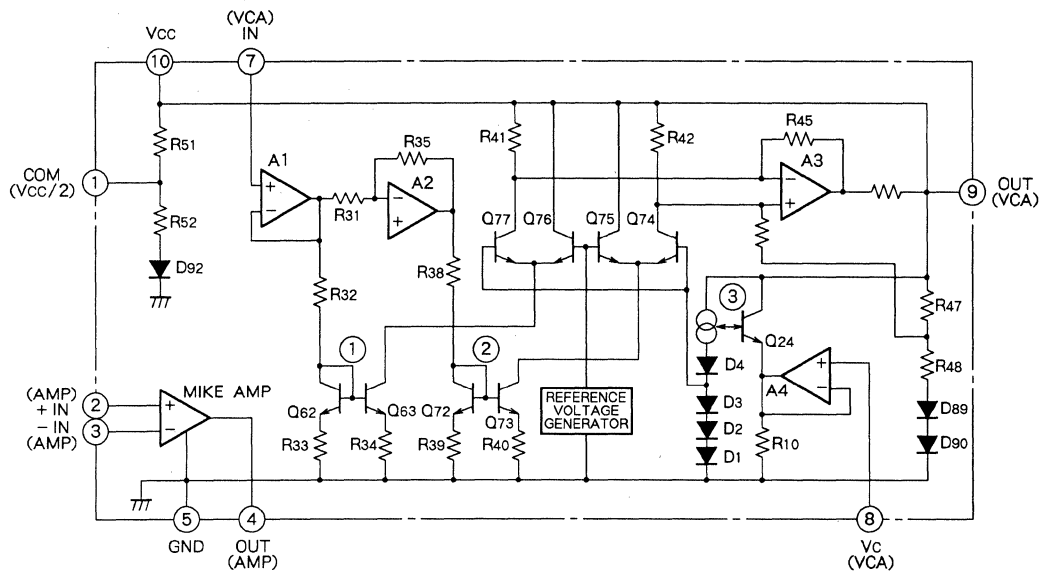 VCC
(VCA)
IN
10
7
R51
R41
R42
R45
R35
A1
A2
A3
COM
(VCC/2)
1
R31
9
OUT
(VCA)
R52
Q77
Q76
Q75
Q74
D92
R38
R32
3
R47
Q24
1
2
D4
A4
R48
(AMP)
+ IN
2
MIKE AMP
REFERENCE
VOLTAGE
GENERATOR
D3
D89
− IN
(AMP)
3
Q62
Q63
Q72
Q73
D2
R33
R34
R39
R40
R10
D90
D1
5
4
8
GND
OUT
(AMP)
VC
(VCA)